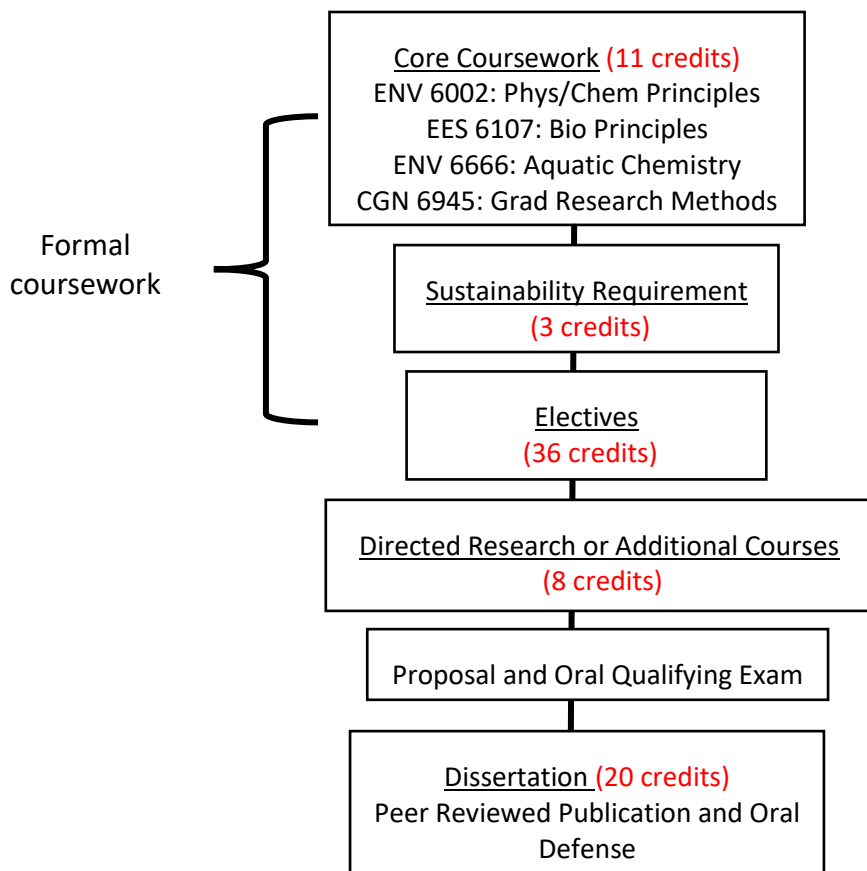 Core Coursework (11 credits)
ENV 6002: Phys/Chem Principles
EES 6107: Bio Principles
ENV 6666: Aquatic Chemistry
CGN 6945: Grad Research Methods
Formal
coursework
Sustainability Requirement
(3 credits)
Electives
(36 credits)
Directed Research or Additional Courses
(8 credits)
Proposal and Oral Qualifying Exam
Dissertation (20 credits)
Peer Reviewed Publication and Oral
Defense